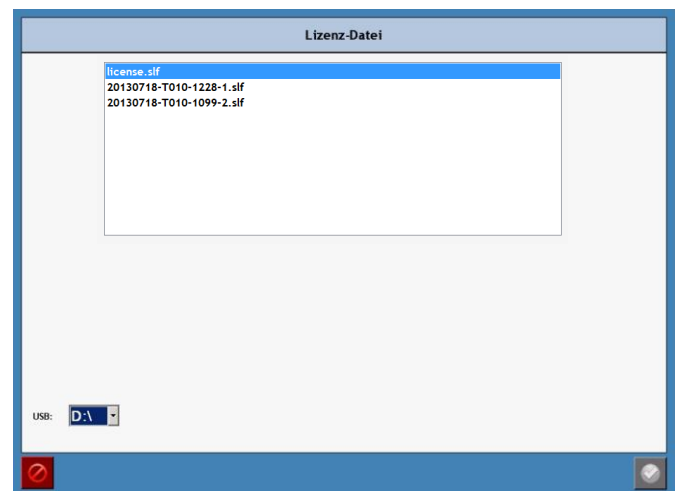 Lizenz-Datei
license.slf
20130718-T010-1228-1.slf
20130718-T010-1099-2.slf
USB: D:\